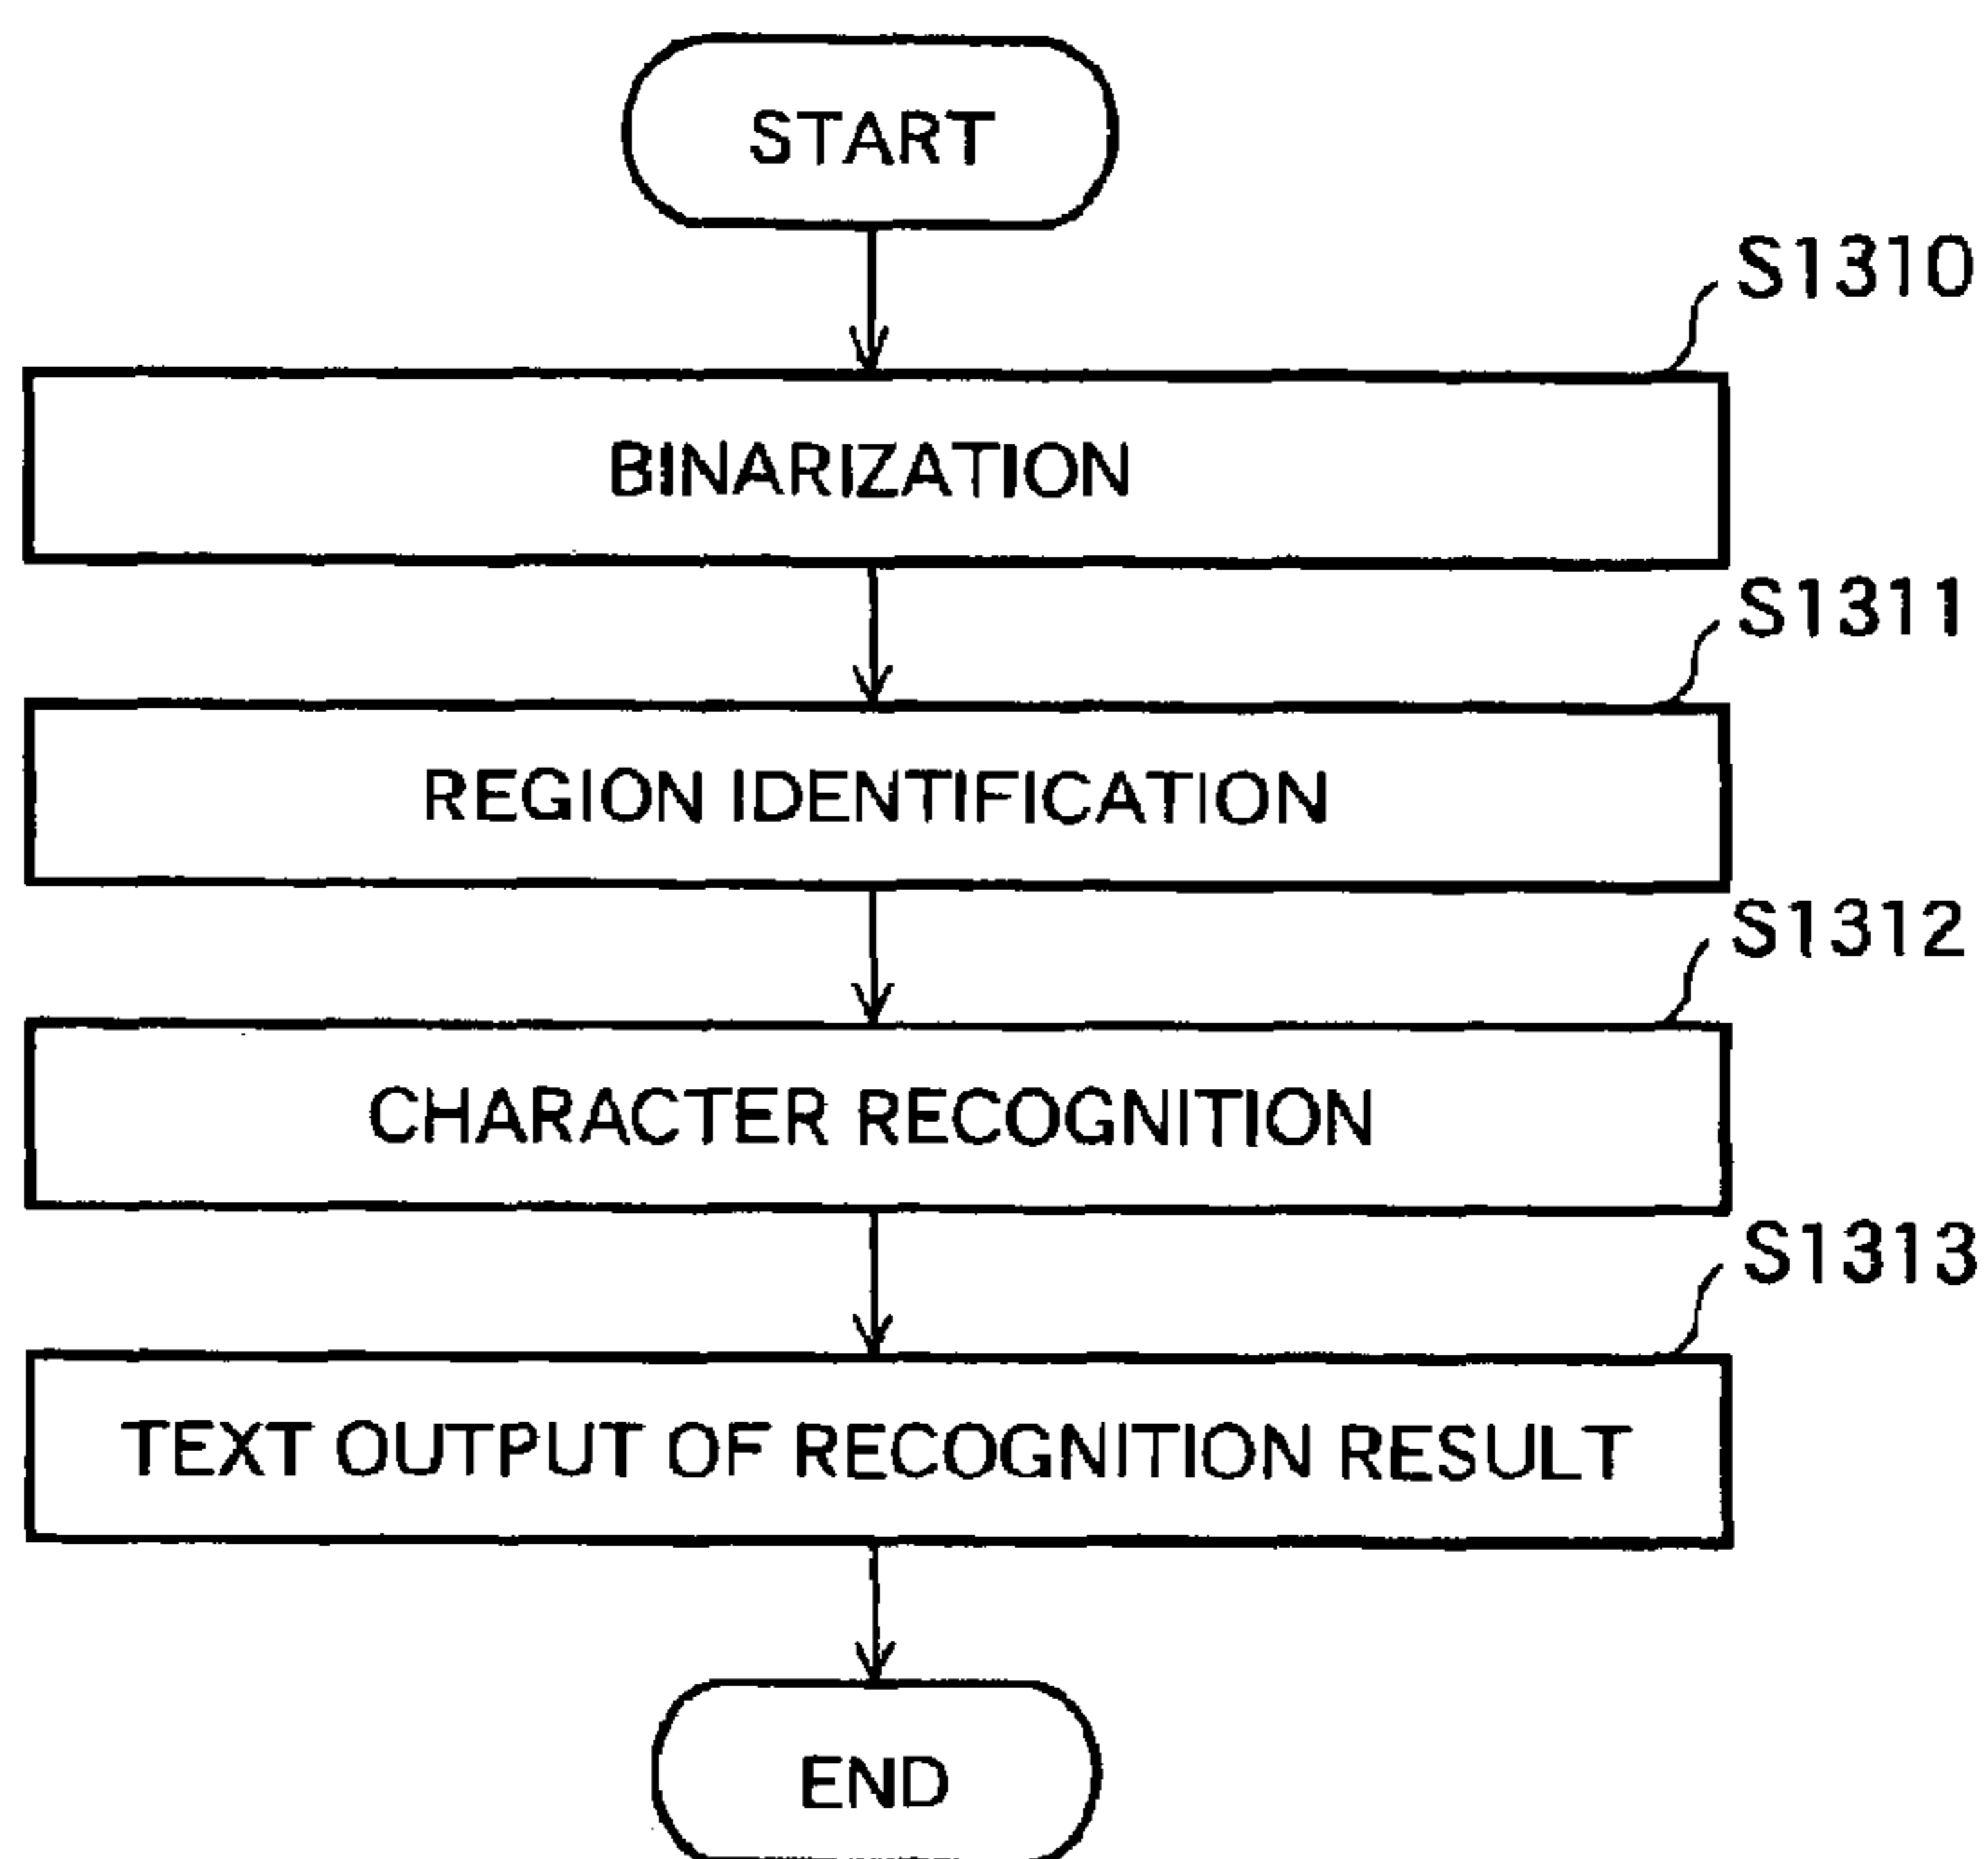 START
S1310
BINARIZATION
S1311
REGION IDENTIFICATION
S1312
CHARACTER RECOGNITION
S1313
TEXT OUTPUT OF RECOGNITION RESULT
END